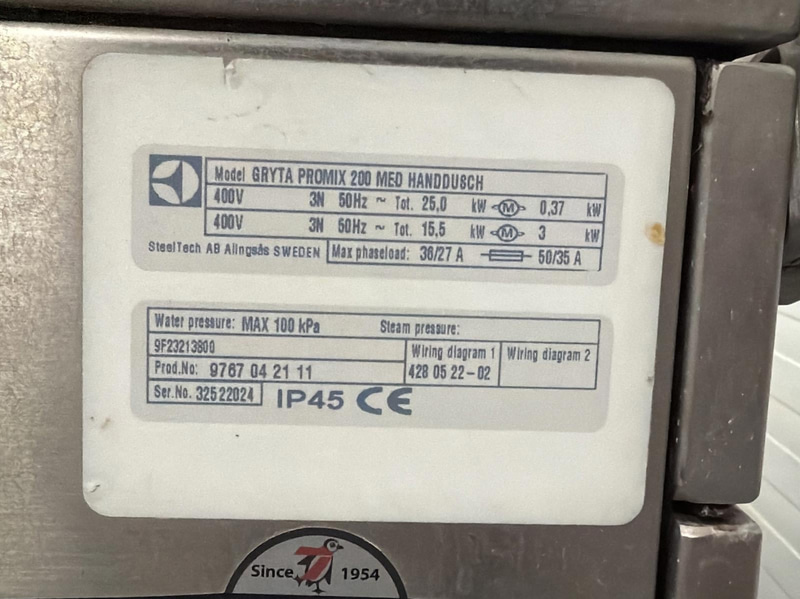 Model GRYTA PROMIX 200 MED HANDDUSCH
400V 3N 50Hz ~ Tot. 25,0 kW M 0,37 kW
400V 3N 50Hz ~ Tot. 15,5 kW M 3 kW
SteelTech AB Alingsås SWEDEN Max phaseload: 36/27 A 50/35 A
Water pressure: MAX 100 kPa Steam pressure:
9F23213800
Wiring diagram 1 Wiring diagram 2
Prod.No: 9767 04 21 11 428 05 22-02
Ser.No. 32522024 IP45 CE
Since 1954